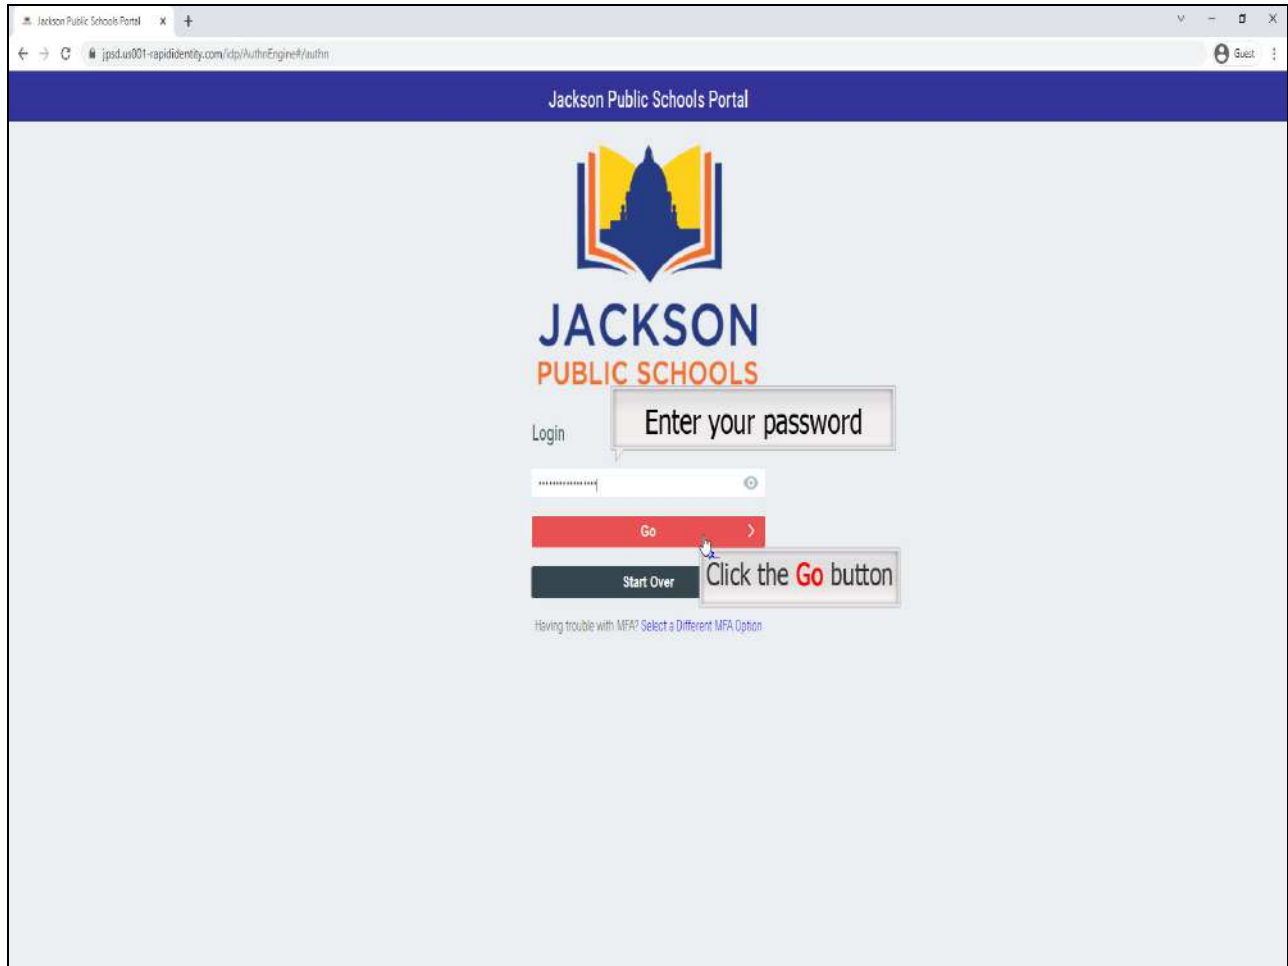 Jackson Public Schools Portal
jpsd.us001-rapididentity.com/idp/AuthnEngine#/authn
Guest
Jackson Public Schools Portal
JACKSON
PUBLIC SCHOOLS
Enter your password
Login
Go
Click the Go button
Start Over
Having trouble with MFA? Select a Different MFA Option